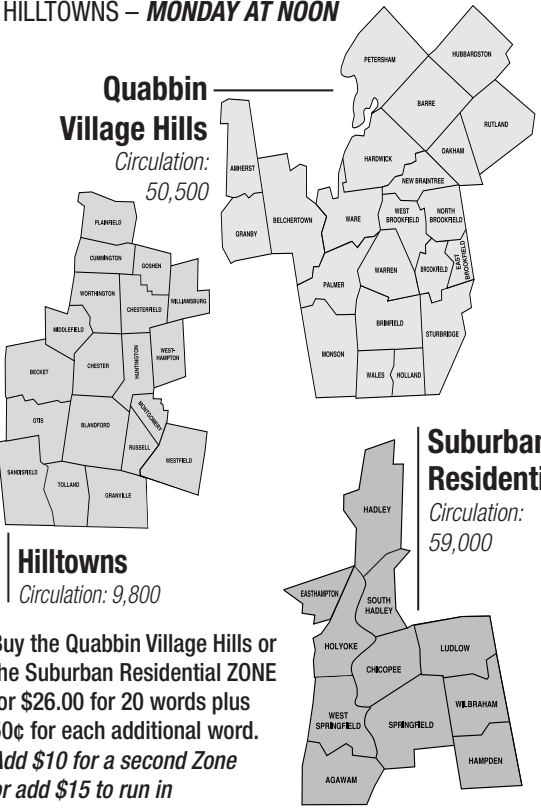 HILLTOWNS – MONDAY AT NOON
Quabbin
Village Hills
Circulation:
50,500
PETERSHAM
HUBBARDSTON
BARRE
RUTLAND
OAKHAM
HARDWICK
NEW BRAINTREE
AMHERST
BELCHERTOWN
GRANBY
WARE
WEST
BROOKFIELD
NORTH
BROOKFIELD
EAST
BROOKFIELD
BROOKFIELD
WARREN
PALMER
BRIMFIELD
STURBRIDGE
MONSON
WALES
HOLLAND
PLAINFIELD
CUMMINGTON
GOSHEN
WORTHINGTON
CHESTERFIELD
WILLIAMSBURG
MIDDLEFIELD
WEST-
HAMPTON
HUNTINGTON
CHESTER
BECKET
MONTGOMERY
OTIS
BLANDFORD
RUSSELL
WESTFIELD
SANDISFIELD
TOLLAND
GRANVILLE
Hilltowns
Circulation: 9,800
Suburban
Residenti
Circulation:
59,000
HADLEY
EASTHAMPTON
SOUTH
HADLEY
HOLYOKE
CHICOPEE
LUDLOW
WEST
SPRINGFIELD
SPRINGFIELD
WILBRAHAM
AGAWAM
HAMPDEN
Buy the Quabbin Village Hills or
the Suburban Residential ZONE
for $26.00 for 20 words plus
50¢ for each additional word.
Add $10 for a second Zone
or add $15 to run in